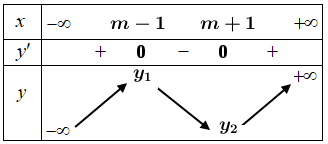 x −∞ m − 1 m + 1 +∞
y′ + 0 − 0 +
y₁ +∞
y
−∞ y₂